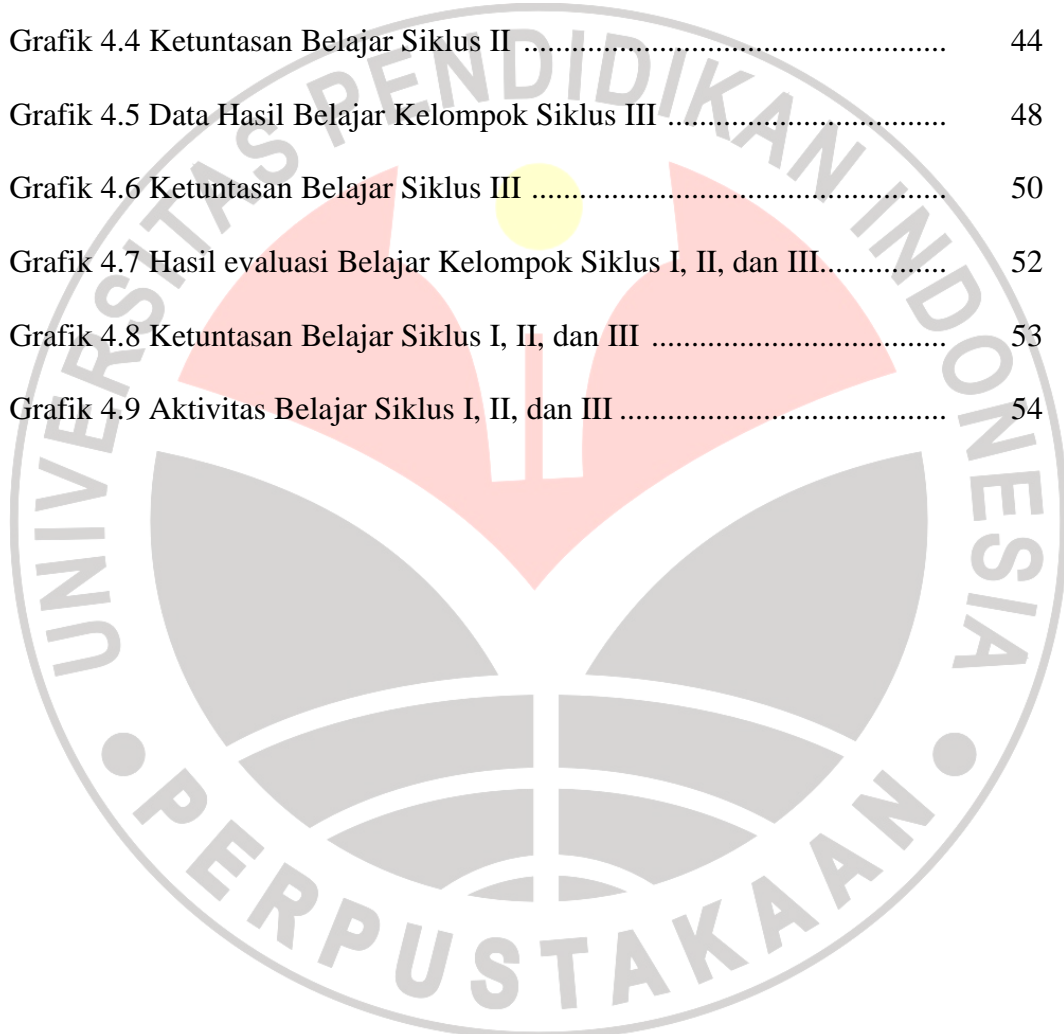 Grafik 4.4 Ketuntasan Belajar Siklus II .................................................... 44
Grafik 4.5 Data Hasil Belajar Kelompok Siklus III .................................. 48
Grafik 4.6 Ketuntasan Belajar Siklus III ................................................... 50
Grafik 4.7 Hasil evaluasi Belajar Kelompok Siklus I, II, dan III............... 52
Grafik 4.8 Ketuntasan Belajar Siklus I, II, dan III .................................... 53
Grafik 4.9 Aktivitas Belajar Siklus I, II, dan III ........................................ 54
UNIVERSITAS PENDIDIKAN INDONESIA
PERPUSTAKAAN